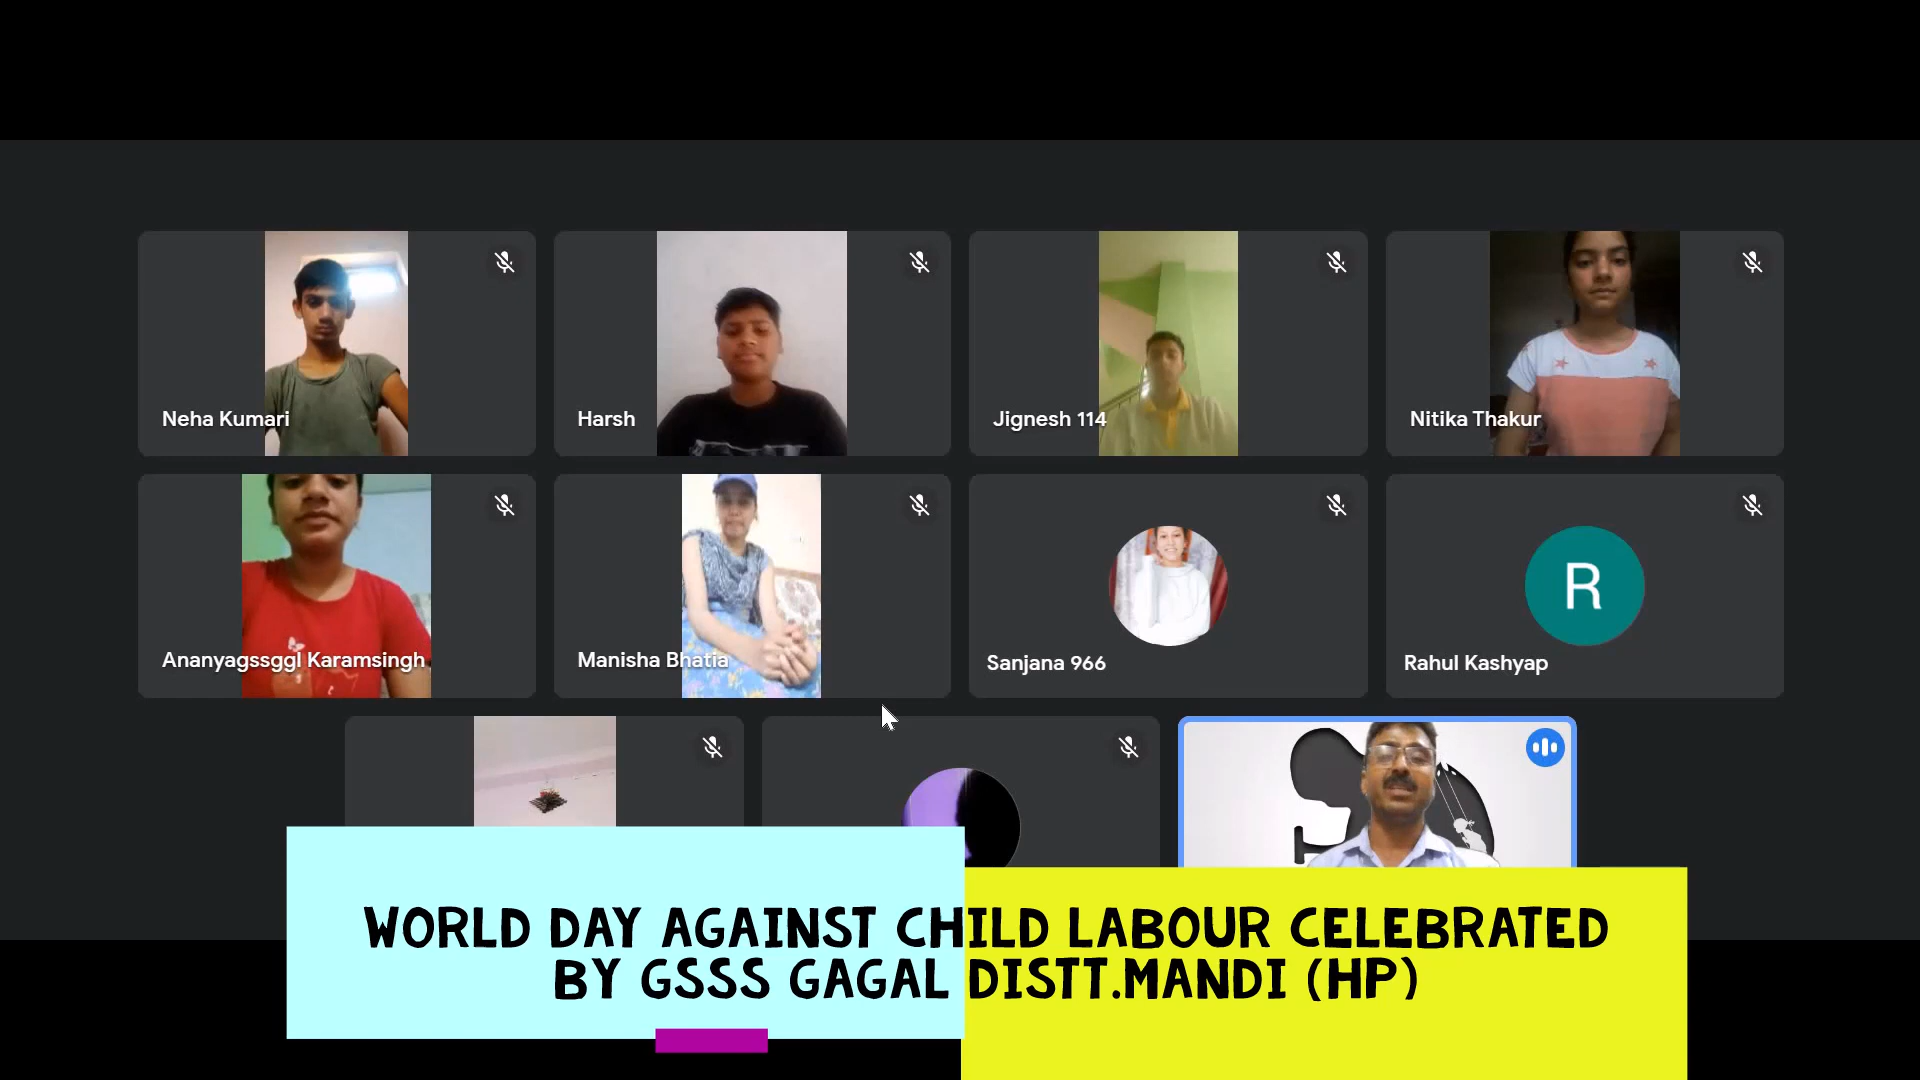 Neha Kumari
Harsh
Jignesh 114
Nitika Thakur
Ananyagssggl Karamsingh
Manisha Bhatia
Sanjana 966
R
Rahul Kashyap
WORLD DAY AGAINST CHILD LABOUR CELEBRATED
BY GSSS GAGAL DISTT.MANDI (HP)